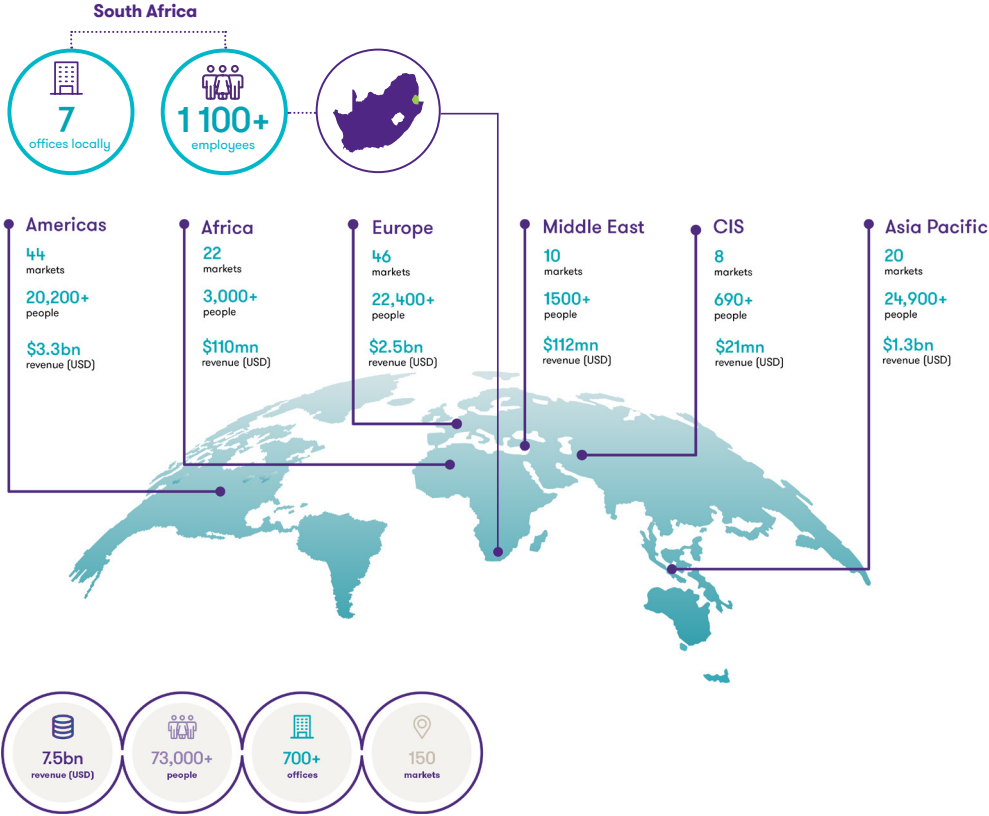 South Africa
7
offices locally
1 100+
employees
Americas
44
markets
20,200+
people
$3.3bn
revenue (USD)
Africa
22
markets
3,000+
people
$110mn
revenue (USD)
Europe
46
markets
22,400+
people
$2.5bn
revenue (USD)
Middle East
10
markets
1500+
people
$112mn
revenue (USD)
CIS
8
markets
690+
people
$21mn
revenue (USD)
Asia Pacific
20
markets
24,900+
people
$1.3bn
revenue (USD)
7.5bn
revenue (USD)
73,000+
people
700+
offices
150
markets